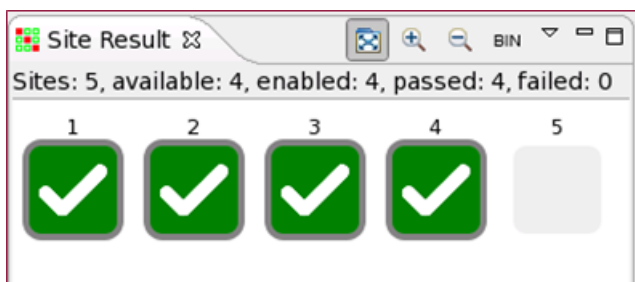 Site Result
BIN
Sites: 5, available: 4, enabled: 4, passed: 4, failed: 0
1 2 3 4 5